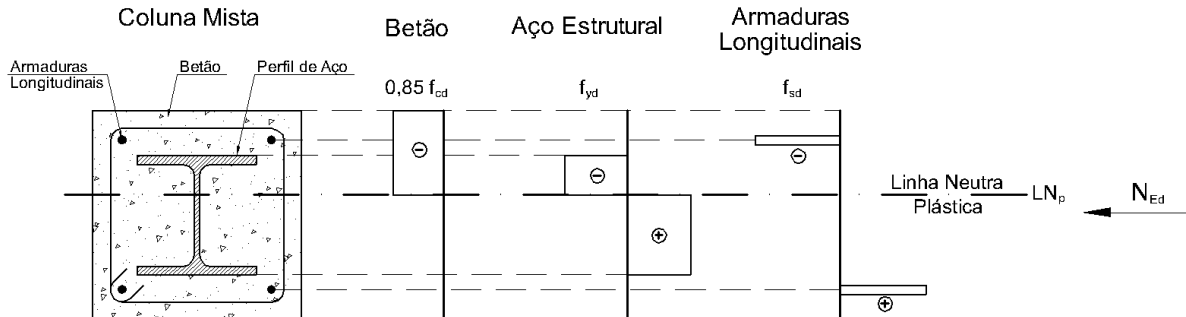 Coluna Mista
Betão
Aço Estrutural
Armaduras
Longitudinais
Armaduras
Longitudinais
Betão
Perfil de Aço
0,85 fcd
fyd
fsd
Linha Neutra
Plástica
LNp
NEd